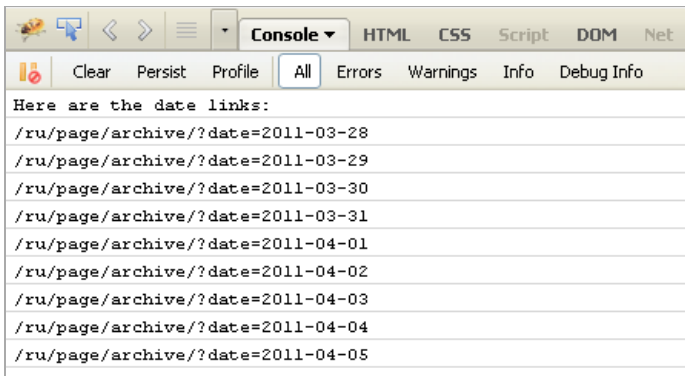 Console HTML CSS Script DOM Net
Clear Persist Profile All Errors Warnings Info Debug Info
Here are the date links:
/ru/page/archive/?date=2011-03-28
/ru/page/archive/?date=2011-03-29
/ru/page/archive/?date=2011-03-30
/ru/page/archive/?date=2011-03-31
/ru/page/archive/?date=2011-04-01
/ru/page/archive/?date=2011-04-02
/ru/page/archive/?date=2011-04-03
/ru/page/archive/?date=2011-04-04
/ru/page/archive/?date=2011-04-05